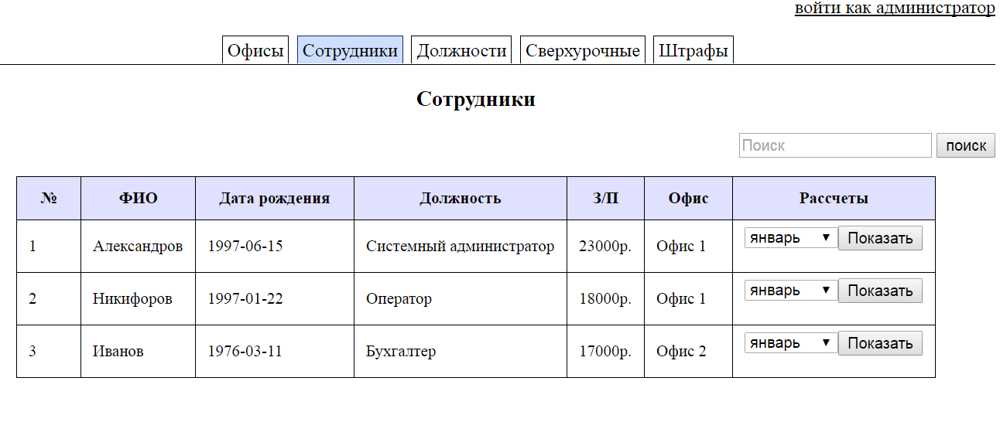 войти как администратор
Офисы Сотрудники Должности Сверхурочные Штрафы
Сотрудники
Поиск поиск
№ ФИО Дата рождения Должность З/П Офис Рассчеты
1 Александров 1997-06-15 Системный администратор 23000р. Офис 1 январь Показать
2 Никифоров 1997-01-22 Оператор 18000р. Офис 1 январь Показать
3 Иванов 1976-03-11 Бухгалтер 17000р. Офис 2 январь Показать